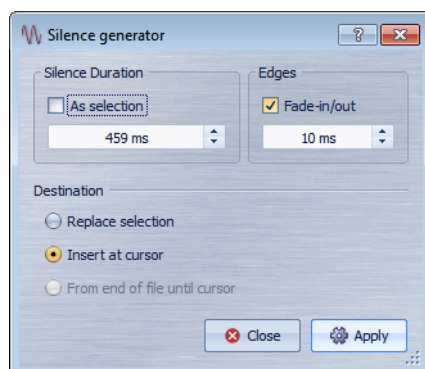 Silence generator
Silence Duration
As selection
459 ms
Edges
Fade-in/out
10 ms
Destination
Replace selection
Insert at cursor
From end of file until cursor
Close
Apply